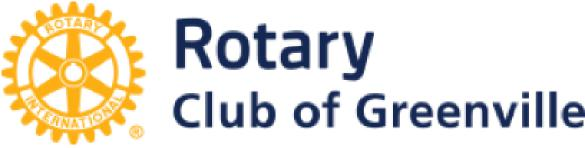 ROTARY
INTERNATIONAL
®
Rotary
Club of Greenville